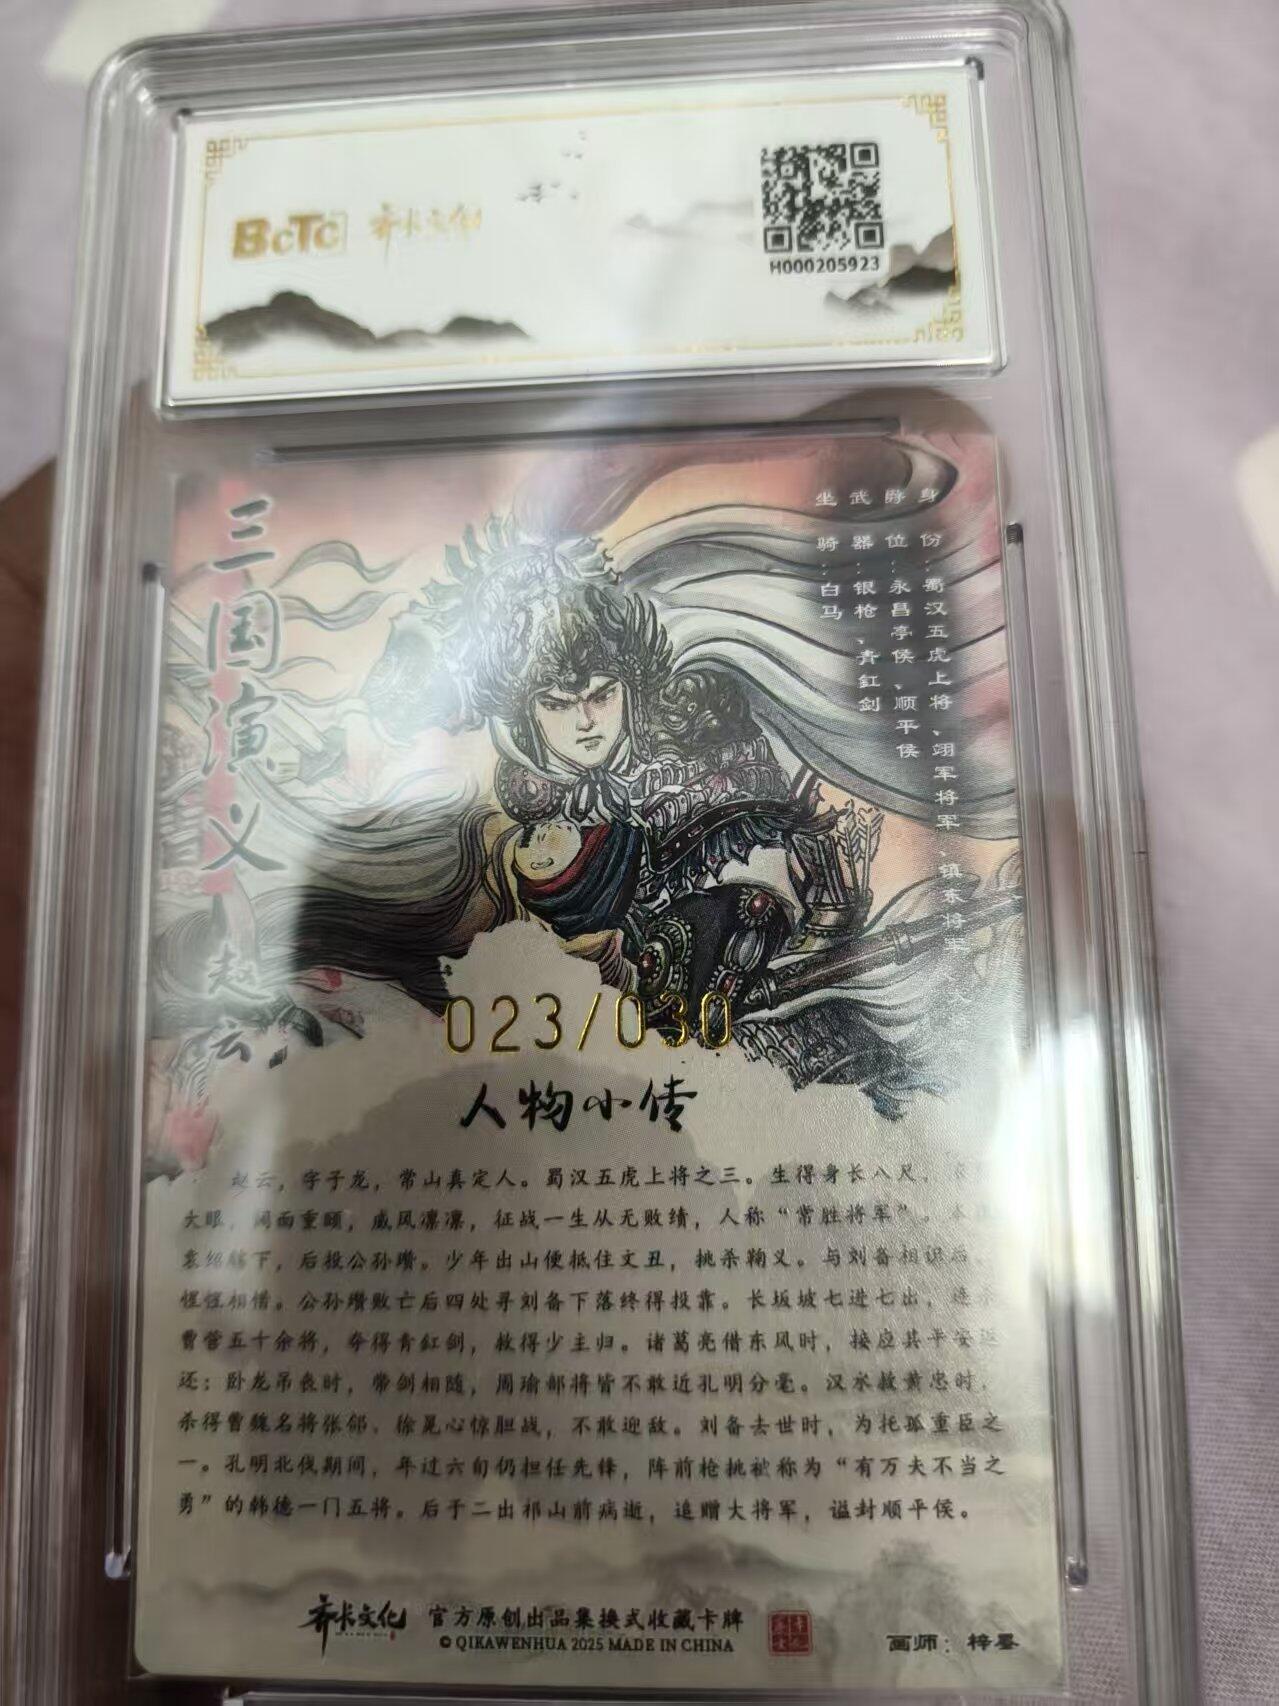 BCTC 齐卡文化
H000205923
三国演义
赵云
身份：蜀汉五虎上将、翊军将军、镇东将军
爵位：永昌亭侯、顺平侯
武器：银枪、青釭剑
坐骑：白马
023/030
人物小传
赵云，字子龙，常山真定人。蜀汉五虎上将之三。生得身长八尺，
大眼，阔面重颐，威风凛凛，征战一生从无败绩，人称“常胜将军”。
袁绍辖下，后投公孙瓒。少年出山便抵住文丑，挑杀鞠义。与刘备相识后，
惺惺相惜。公孙瓒败亡后四处寻刘备下落终得投靠。长坂坡七进七出，连杀
曹营五十余将，夺得青釭剑，救得少主归。诸葛亮借东风时，接应其平安返
还；卧龙吊丧时，带剑相随，周瑜部将皆不敢近孔明分毫。汉水救黄忠时，
杀得曹魏名将张郃、徐晃心惊胆战，不敢迎敌。刘备去世时，为托孤重臣之
一。孔明北伐期间，年过六旬仍担任先锋，阵前枪挑被称为“有万夫不当之
勇”的韩德一门五将。后于二出祁山前病逝，追赠大将军，谥封顺平侯。
齐卡文化 官方原创出品集换式收藏卡牌
© QIKAWENHUA 2025 MADE IN CHINA
画师：梓晏